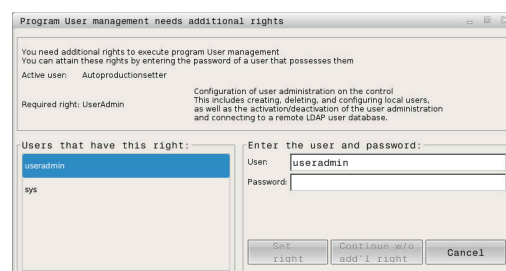 Program User management needs additional rights
You need additional rights to execute program User management
You can attain these rights by entering the password of a user that possesses them
Active user: Autoproductionsetter
Configuration of user administration on the control
Required right: UserAdmin
This includes creating, deleting, and configuring local users,
as well as the activation/deactivation of the user administration
and connecting to a remote LDAP user database.
Users that have this right:
useradmin
sys
Enter the user and password:
User: useradmin
Password:
Set right
Continue w/o add'l right
Cancel